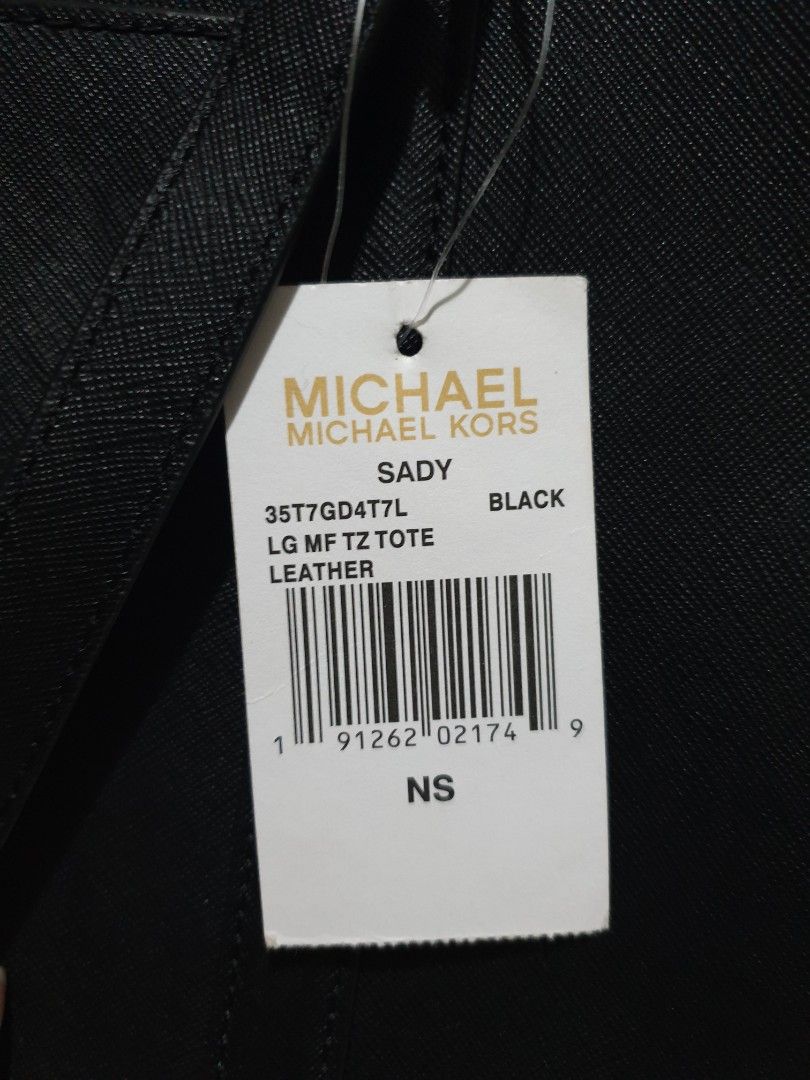 MICHAEL
MICHAEL KORS
SADY
35T7GD4T7L BLACK
LG MF TZ TOTE
LEATHER
1 91262 02174 9
NS